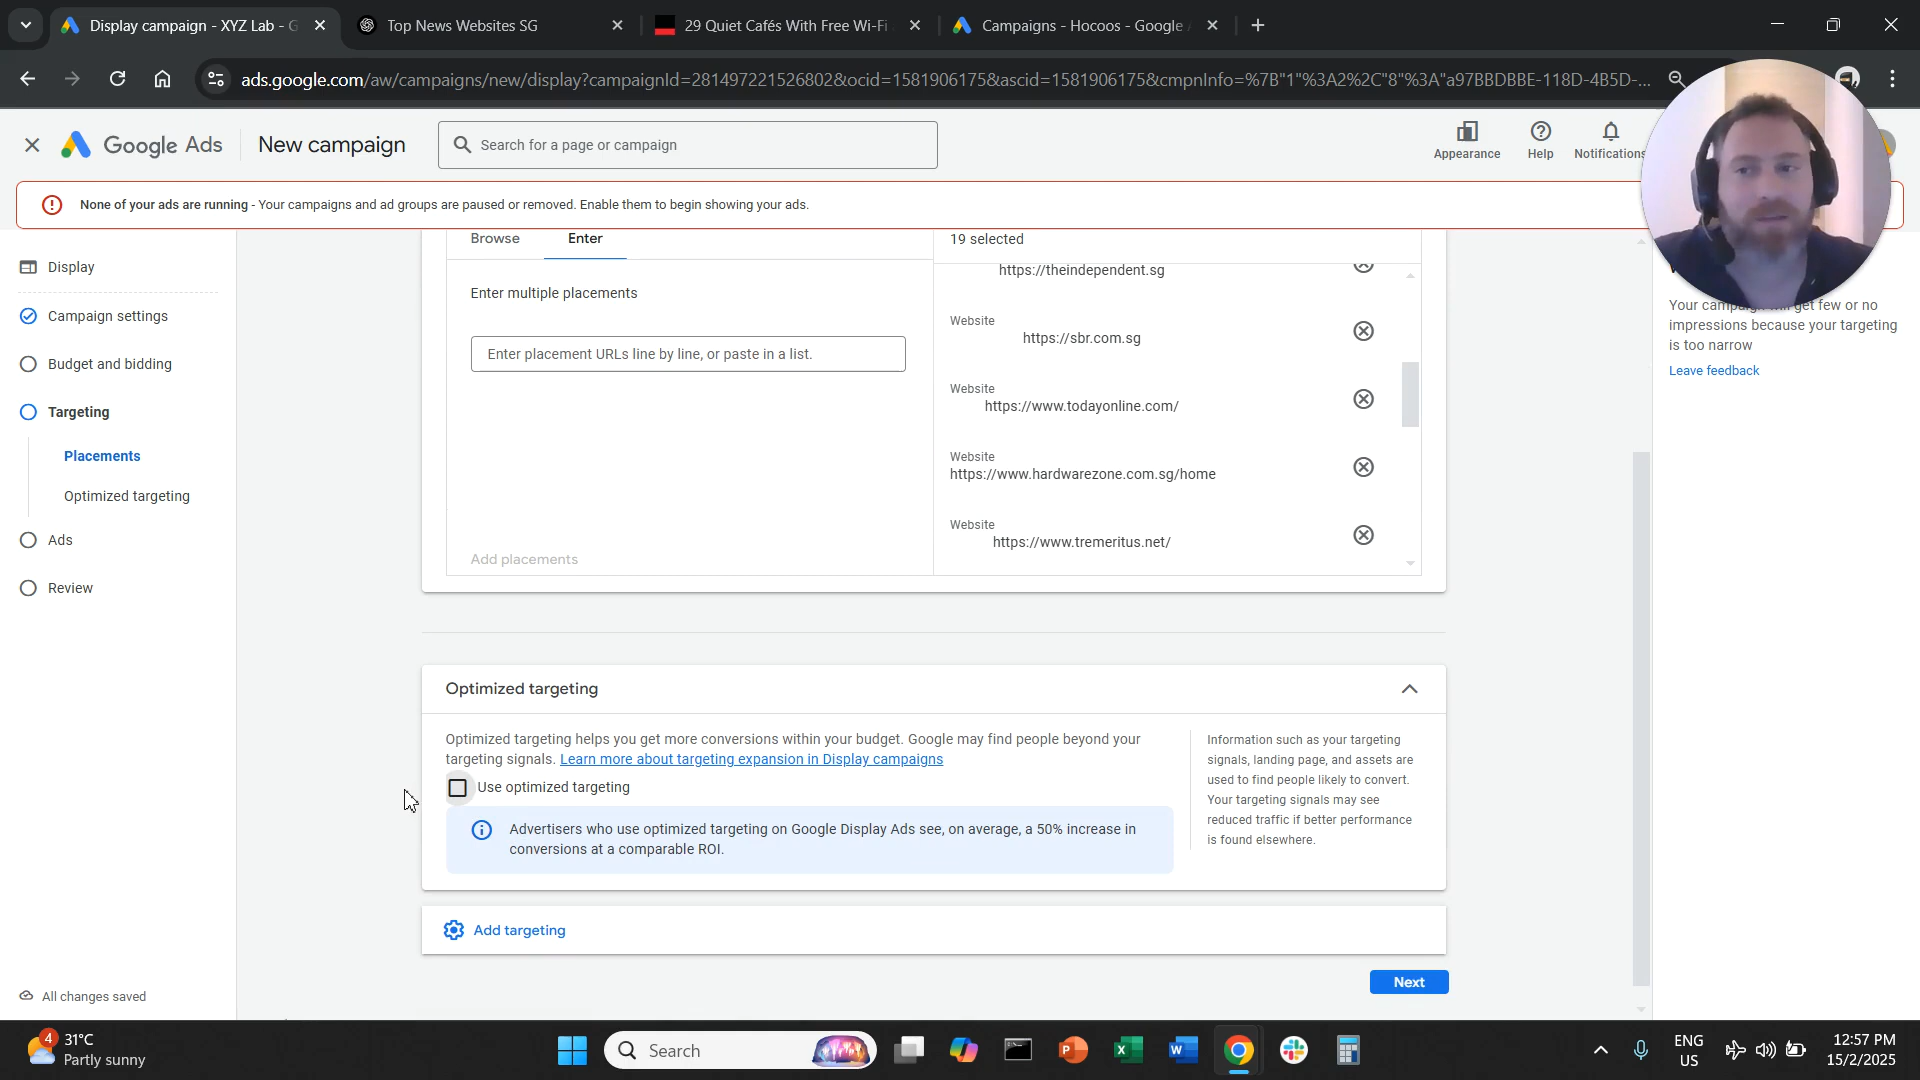 Display campaign - XYZ Lab - G
Top News Websites SG
29 Quiet Cafés With Free Wi-Fi
Campaigns - Hocoos - Google
ads.google.com/aw/campaigns/new/display?campaignId=281497221526802&ocid=1581906175&ascid=1581906175&cmpnInfo=%7B"1"%3A2%2C"8"%3A"a97BBDBBE-118D-4B5D-...
Google Ads
New campaign
Search for a page or campaign
Appearance
Help
Notifications
None of your ads are running - Your campaigns and ad groups are paused or removed. Enable them to begin showing your ads.
Display
Campaign settings
Budget and bidding
Targeting
Placements
Optimized targeting
Ads
Review
All changes saved
Browse
Enter
Enter multiple placements
Enter placement URLs line by line, or paste in a list.
Add placements
19 selected
https://theindependent.sg
Website
https://sbr.com.sg
Website
https://www.todayonline.com/
Website
https://www.hardwarezone.com.sg/home
Website
https://www.tremeritus.net/
Optimized targeting
Optimized targeting helps you get more conversions within your budget. Google may find people beyond your
targeting signals. Learn more about targeting expansion in Display campaigns
Use optimized targeting
Advertisers who use optimized targeting on Google Display Ads see, on average, a 50% increase in
conversions at a comparable ROI.
Information such as your targeting
signals, landing page, and assets are
used to find people likely to convert.
Your targeting signals may see
reduced traffic if better performance
is found elsewhere.
Add targeting
Next
Your get few or no
impressions because your targeting
is too narrow
Leave feedback
4
31°C
Partly sunny
Search
ENG
US
12:57 PM
15/2/2025